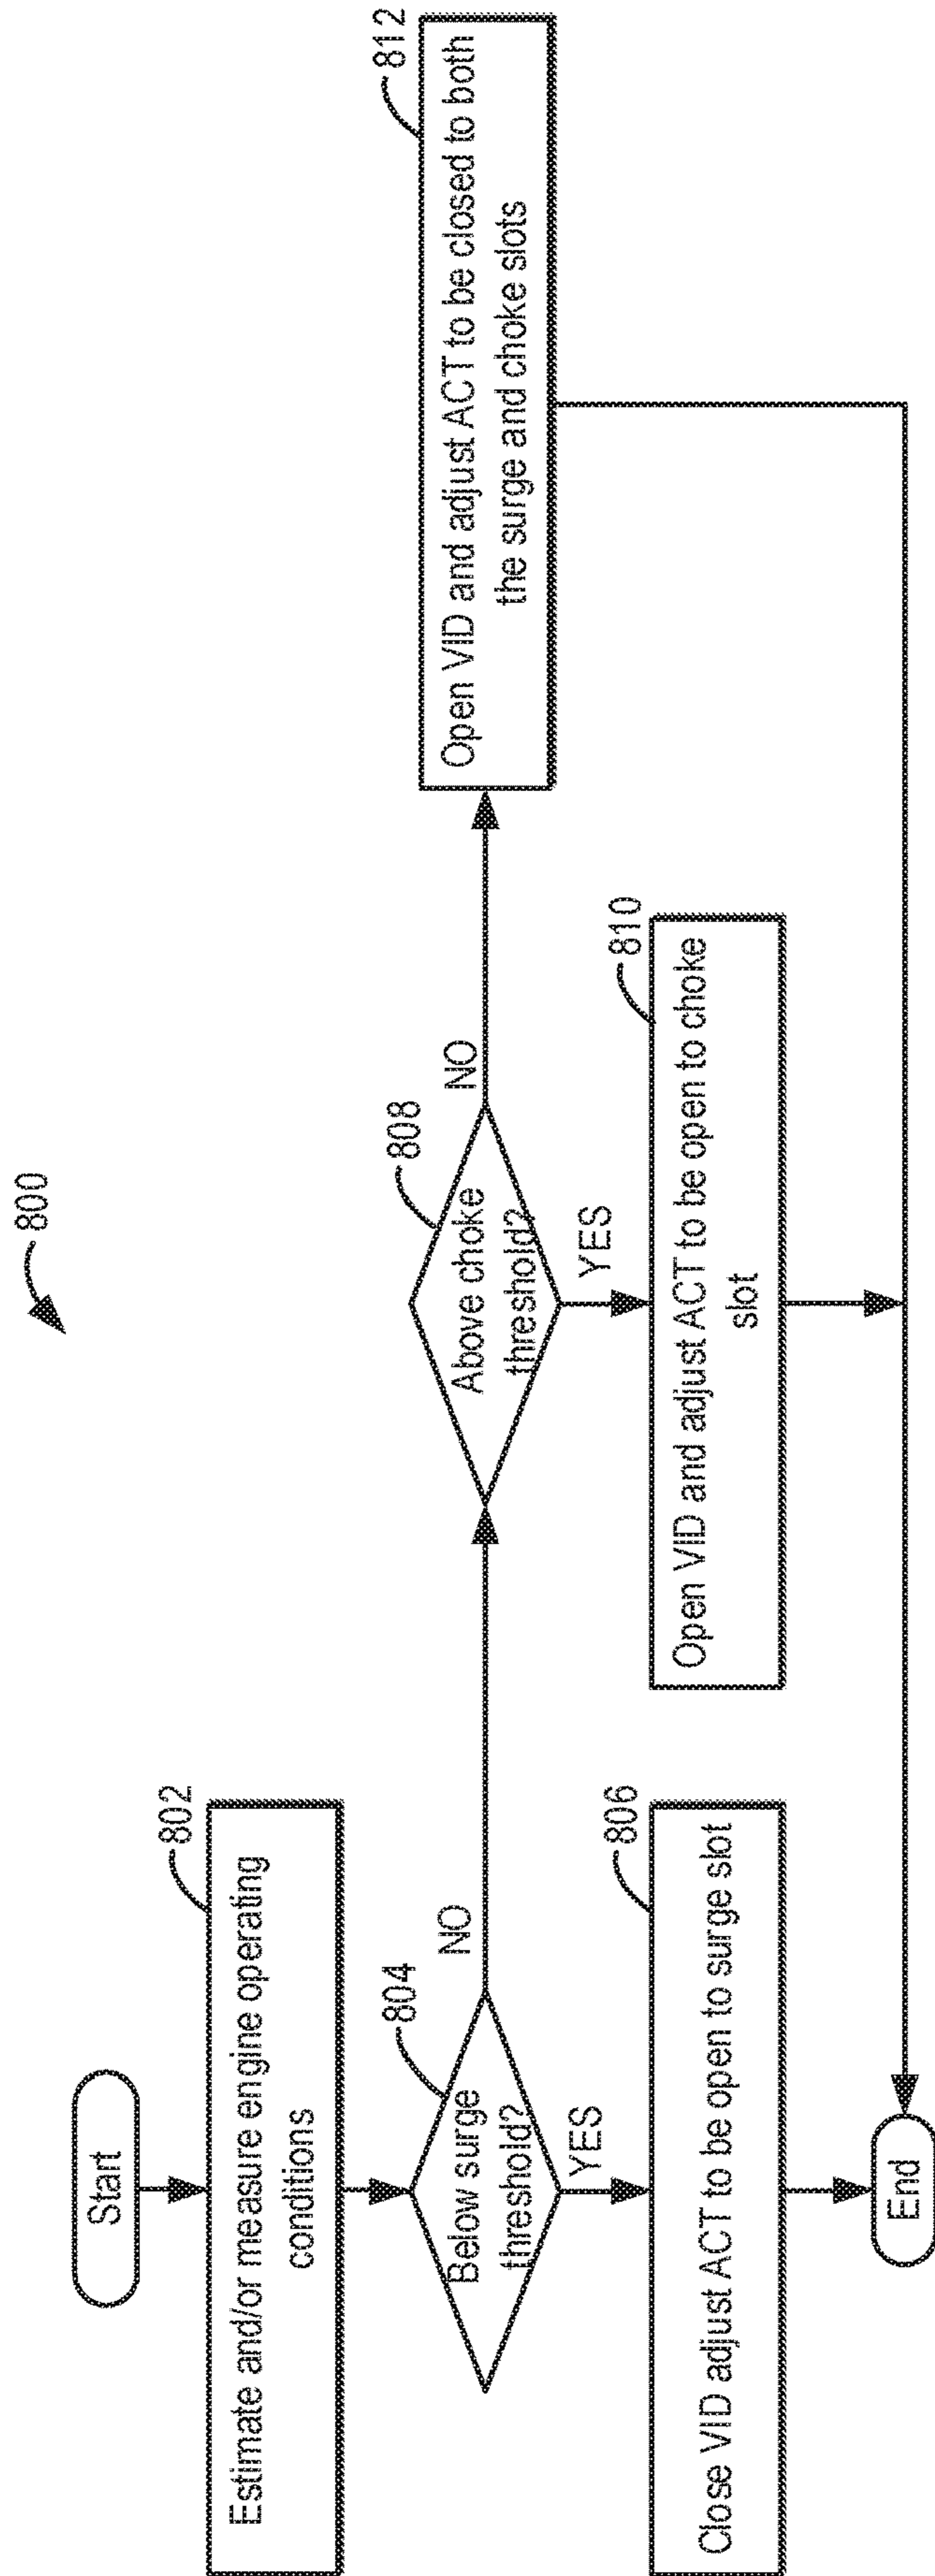 800
Start
802
Estimate and/or measure engine operating
conditions
804
Below surge
threshold?
NO
YES
806
Close VID adjust ACT to be open to surge slot
808
Above choke
threshold?
NO
YES
810
Open VID and adjust ACT to be open to choke
slot
812
Open VID and adjust ACT to be closed to both
the surge and choke slots
End